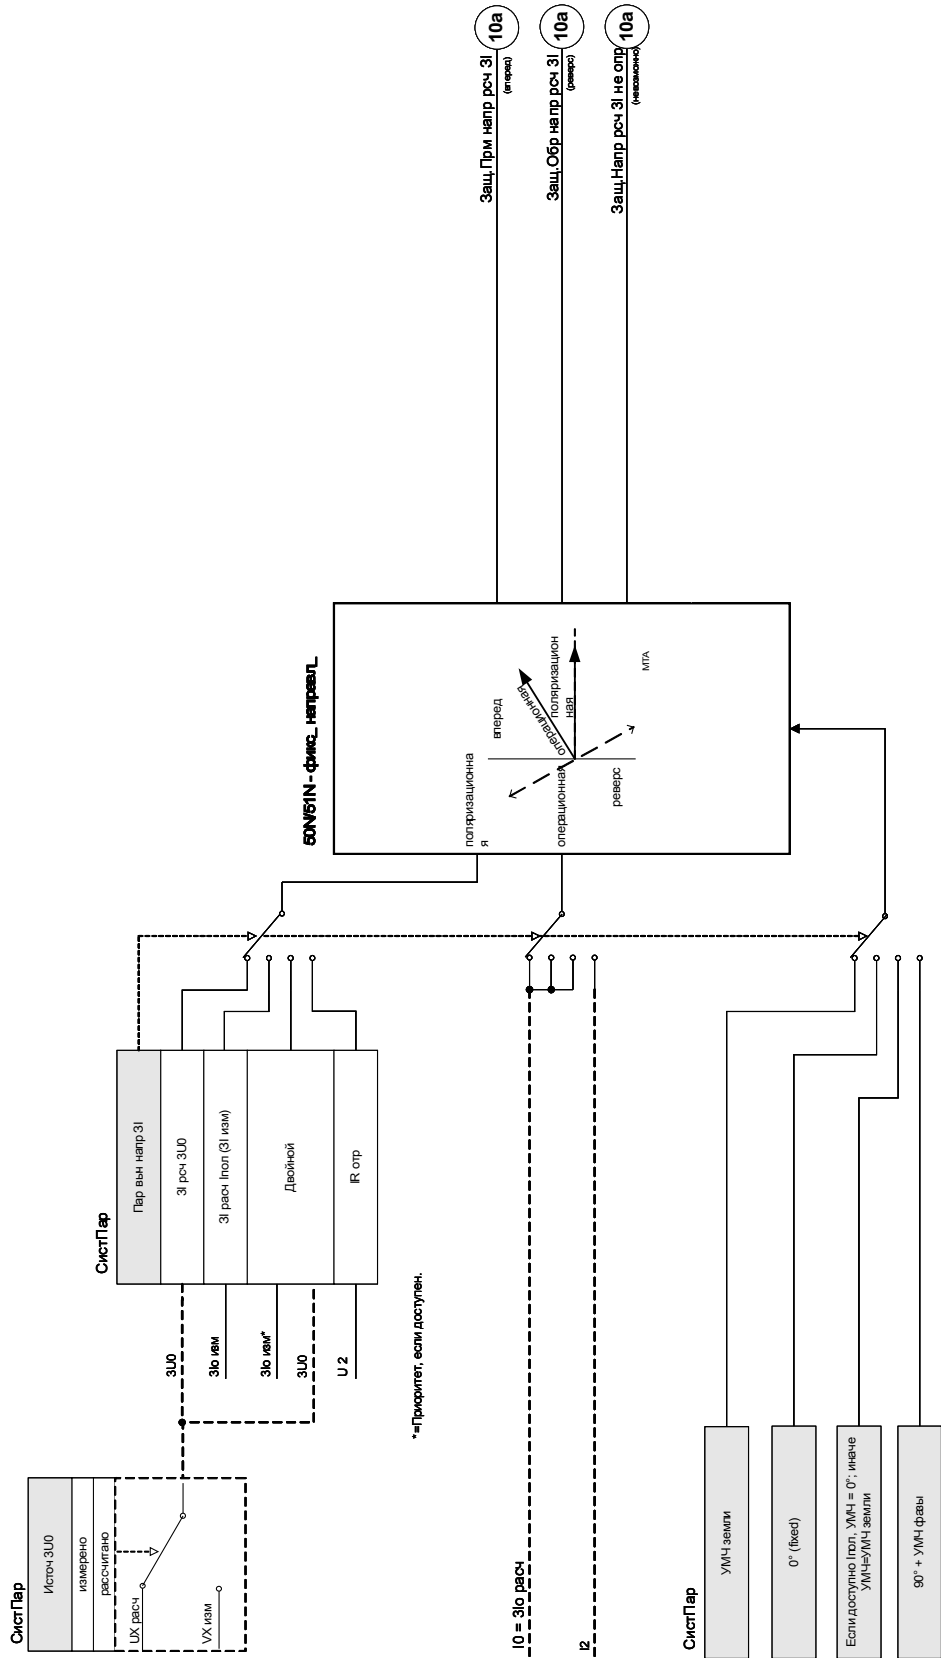 СистПар
Источ 3U0
измерено
рассчитано
UX расч
VX изм
СистПар
Пар вын напр 3I
3I рсч 3U0
3I расч Iпол (3I изм)
Двойной
IR отр
3U0
3Io изм
3Io изм*
3U0
U 2
*=Приоритет, если доступен.
I0 = 3Io расч
I2
СистПар
УМЧ земли
0° (fixed)
Если доступно Iпол, УМЧ = 0°; иначе
УМЧ=УМЧ земли
90° + УМЧ фазы
50N/51N - фикс_ направл_
поляризационна
я
операционная
вперед
операционная
поляризацион
ная
реверс
MTA
Защ.Прм напр рсч 3I
(вперед)
10a
Защ.Обр напр рсч 3I
(реверс)
10a
Защ.Напр рсч 3I не опр
(невозможно)
10a